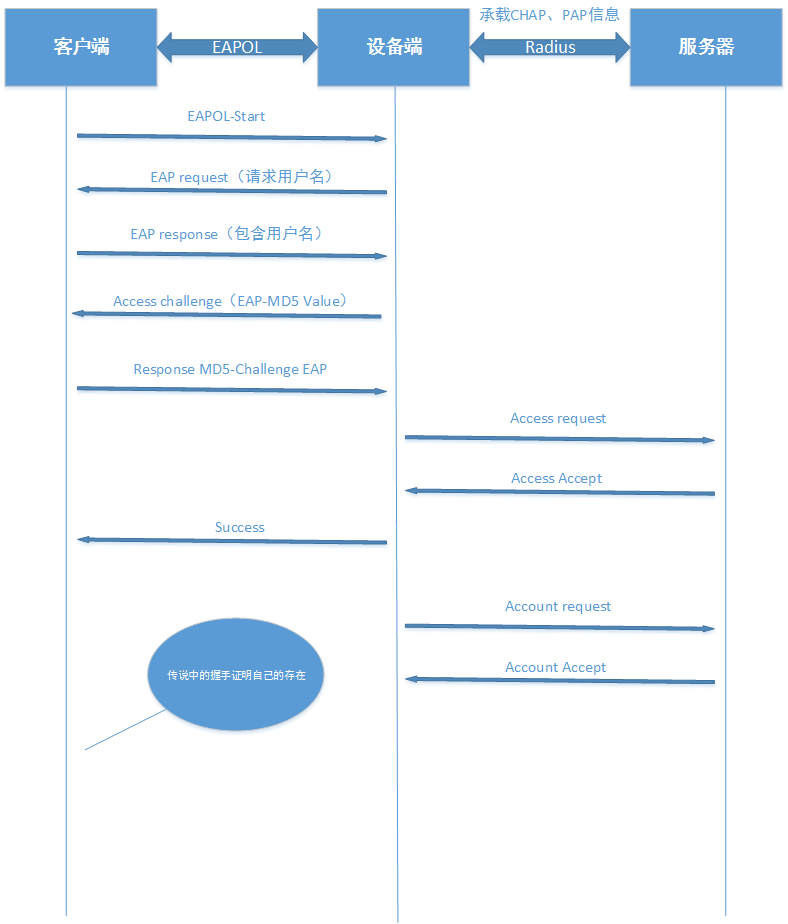 承载CHAP、PAP信息
客户端
EAPOL
设备端
Radius
服务器
EAPOL-Start
EAP request（请求用户名）
EAP response（包含用户名）
Access challenge（EAP-MD5 Value）
Response MD5-Challenge EAP
Access request
Access Accept
Success
Account request
Account Accept
传说中的握手证明自己的存在